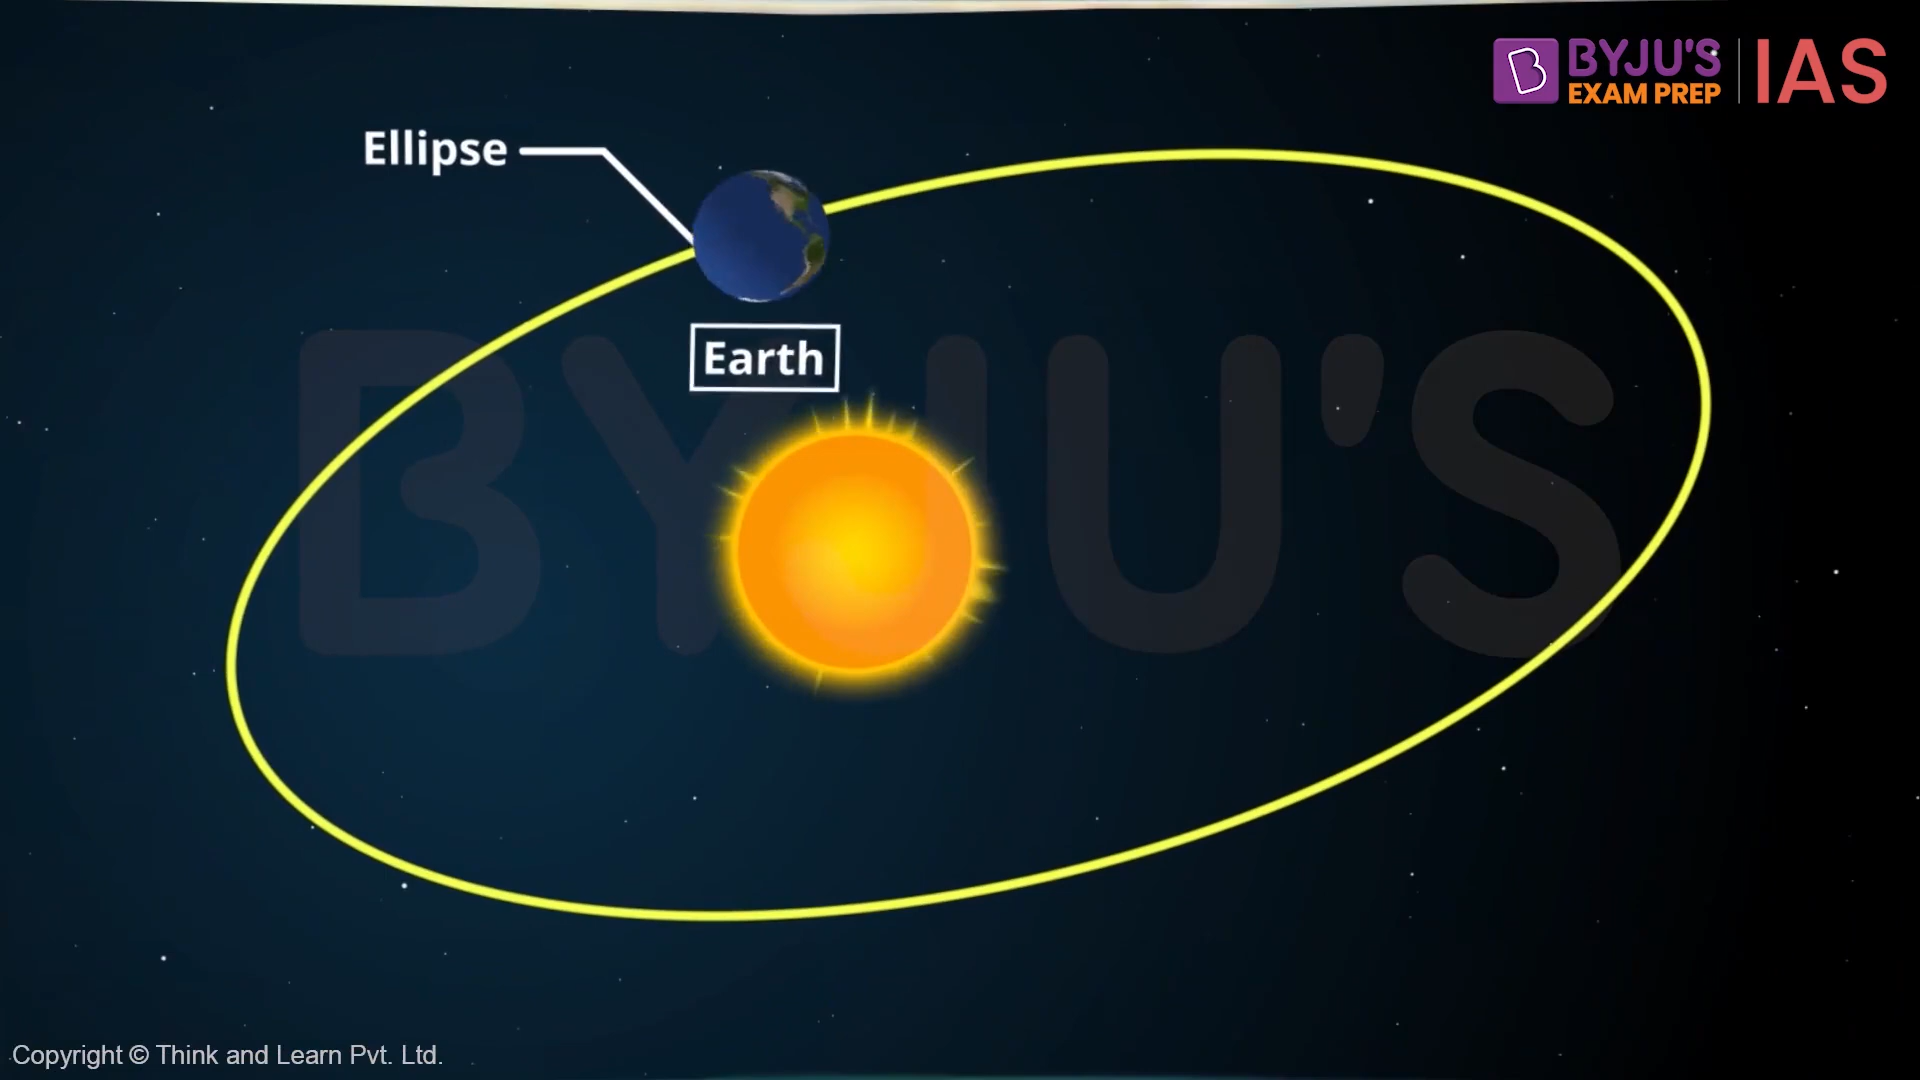 BYJU'S
EXAM PREP
IAS
Ellipse
Earth
BYJU'S
Copyright © Think and Learn Pvt. Ltd.